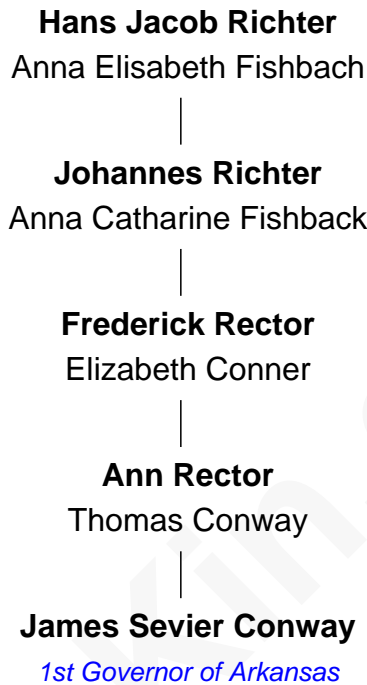 Hans Jacob Richter
Anna Elisabeth Fishbach
Johannes Richter
Anna Catharine Fishback
Frederick Rector
Elizabeth Conner
Ann Rector
Thomas Conway
James Sevier Conway
1st Governor of Arkansas